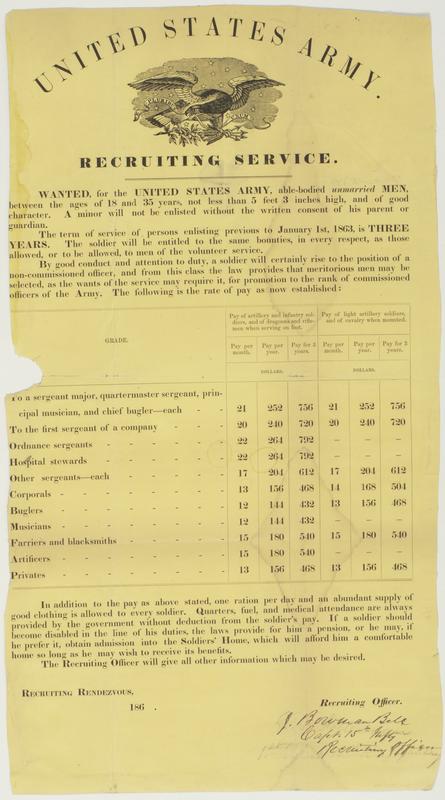 UNITED STATES ARMY.
RECRUITING SERVICE.
WANTED, for the UNITED STATES ARMY, able-bodied unmarried MEN,
between the ages of 18 and 35 years, not less than 5 feet 3 inches high, and of good
character. A minor will not be enlisted without the written consent of his parent or
guardian.
The term of service of persons enlisting previous to January 1st, 1863, is THREE
YEARS. The soldier will be entitled to the same bounties, in every respect, as those
allowed, or to be allowed, to men of the volunteer service.
By good conduct and attention to duty, a soldier will certainly rise to the position of a
non-commissioned officer, and from this class the law provides that meritorious men may be
selected, as the wants of the service may require it, for promotion to the rank of commissioned
officers of the Army. The following is the rate of pay as now established:
GRADE.
Pay of artillery and infantry sol-
diers, and of dragoons and rifle-
men when serving on foot.
Pay of light artillery soldiers,
and of cavalry when mounted.
Pay per month. Pay per year. Pay for 3 years. Pay per month. Pay per year. Pay for 3 years.
DOLLARS. DOLLARS.
To a sergeant major, quartermaster sergeant, prin-
cipal musician, and chief bugler—each - - 21 252 756 21 252 756
To the first sergeant of a company - - - - 20 240 720 20 240 720
Ordnance sergeants - - - - - - 22 264 792 – – –
Hospital stewards - - - - - - 22 264 792 – – –
Other sergeants—each - - - - - 17 204 612 17 204 612
Corporals - - - - - - - 13 156 468 14 168 504
Buglers - - - - - - - 12 144 432 13 156 468
Musicians - - - - - - - 12 144 432 – – –
Farriers and blacksmiths - - - - - 15 180 540 15 180 540
Artificers - - - - - - - 15 180 540 – – –
Privates - - - - - - - 13 156 468 13 156 468
In addition to the pay as above stated, one ration per day and an abundant supply of
good clothing is allowed to every soldier. Quarters, fuel, and medical attendance are always
provided by the government without deduction from the soldier's pay. If a soldier should
become disabled in the line of his duties, the laws provide for him a pension, or he may, if
he prefer it, obtain admission into the Soldiers' Home, which will afford him a comfortable
home so long as he may wish to receive its benefits.
The Recruiting Officer will give all other information which may be desired.
RECRUITING RENDEZVOUS,
186 .
Recruiting Officer.
J. Bowman Bell
Capt. 15th Infty
Recruiting Officer